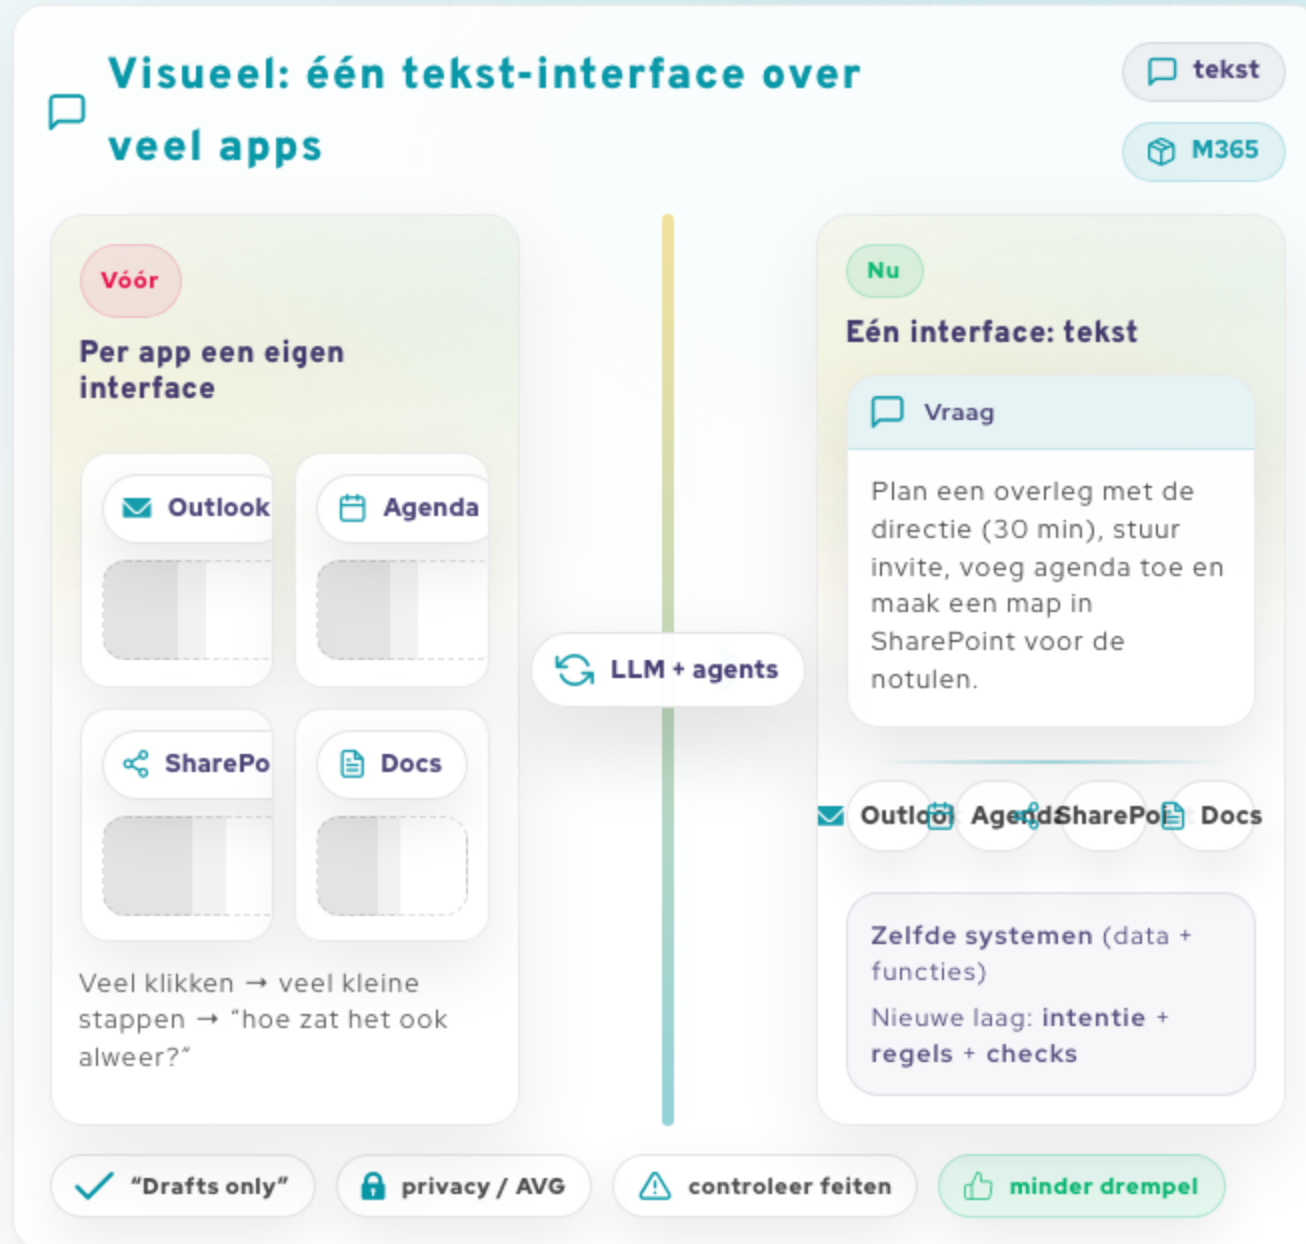 Visueel: één tekst-interface over
veel apps
tekst
M365
Vóór
Per app een eigen
interface
Outlook
Agenda
SharePo
Docs
Veel klikken → veel kleine
stappen → “hoe zat het ook
alweer?”
LLM + agents
Nu
Eén interface: tekst
Vraag
Plan een overleg met de
directie (30 min), stuur
invite, voeg agenda toe en
maak een map in
SharePoint voor de
notulen.
Outlook
Agenda
SharePoint
Docs
Zelfde systemen (data +
functies)
Nieuwe laag: intentie +
regels + checks
“Drafts only”
privacy / AVG
controleer feiten
minder drempel